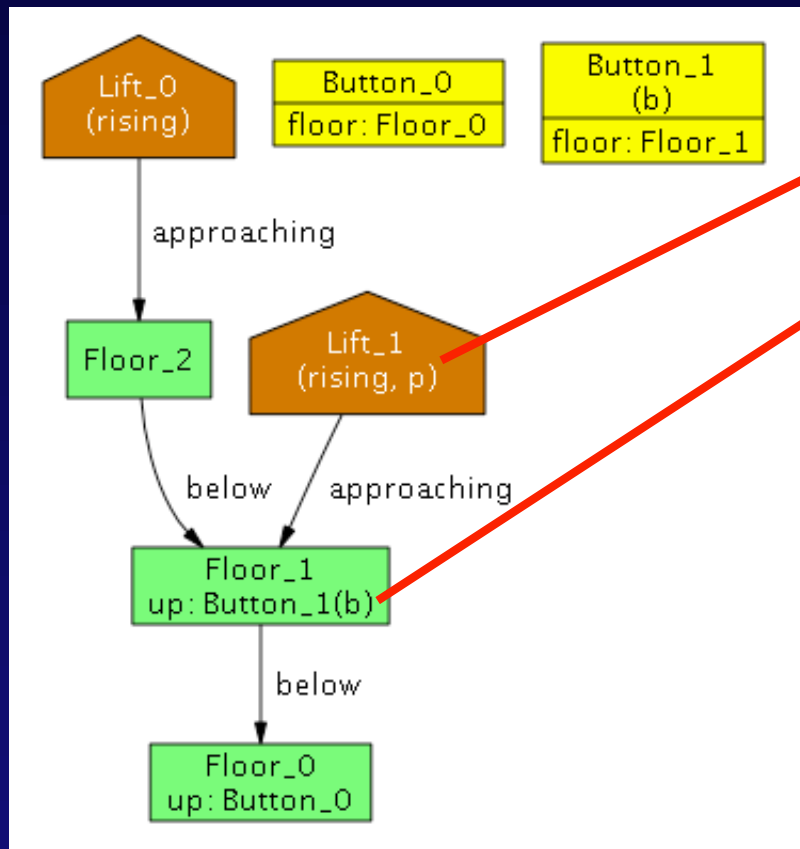 Lift_0
(rising)
Button_0
floor: Floor_0
Button_1
(b)
floor: Floor_1
approaching
Floor_2
Lift_1
(rising, p)
below
approaching
Floor_1
up: Button_1(b)
below
Floor_0
up: Button_0